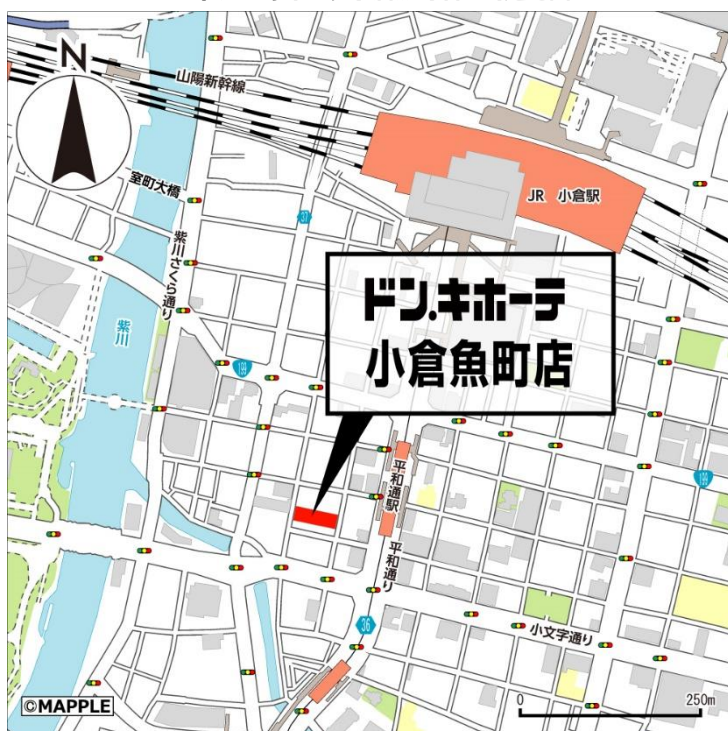 N
山陽新幹線
室町大橋
37
JR 小倉駅
紫川さくら通り
紫川
ドン.キホーテ
小倉魚町店
199
平和通駅
199
平和通り
36
小文字通り
0 250m
©MAPPLE